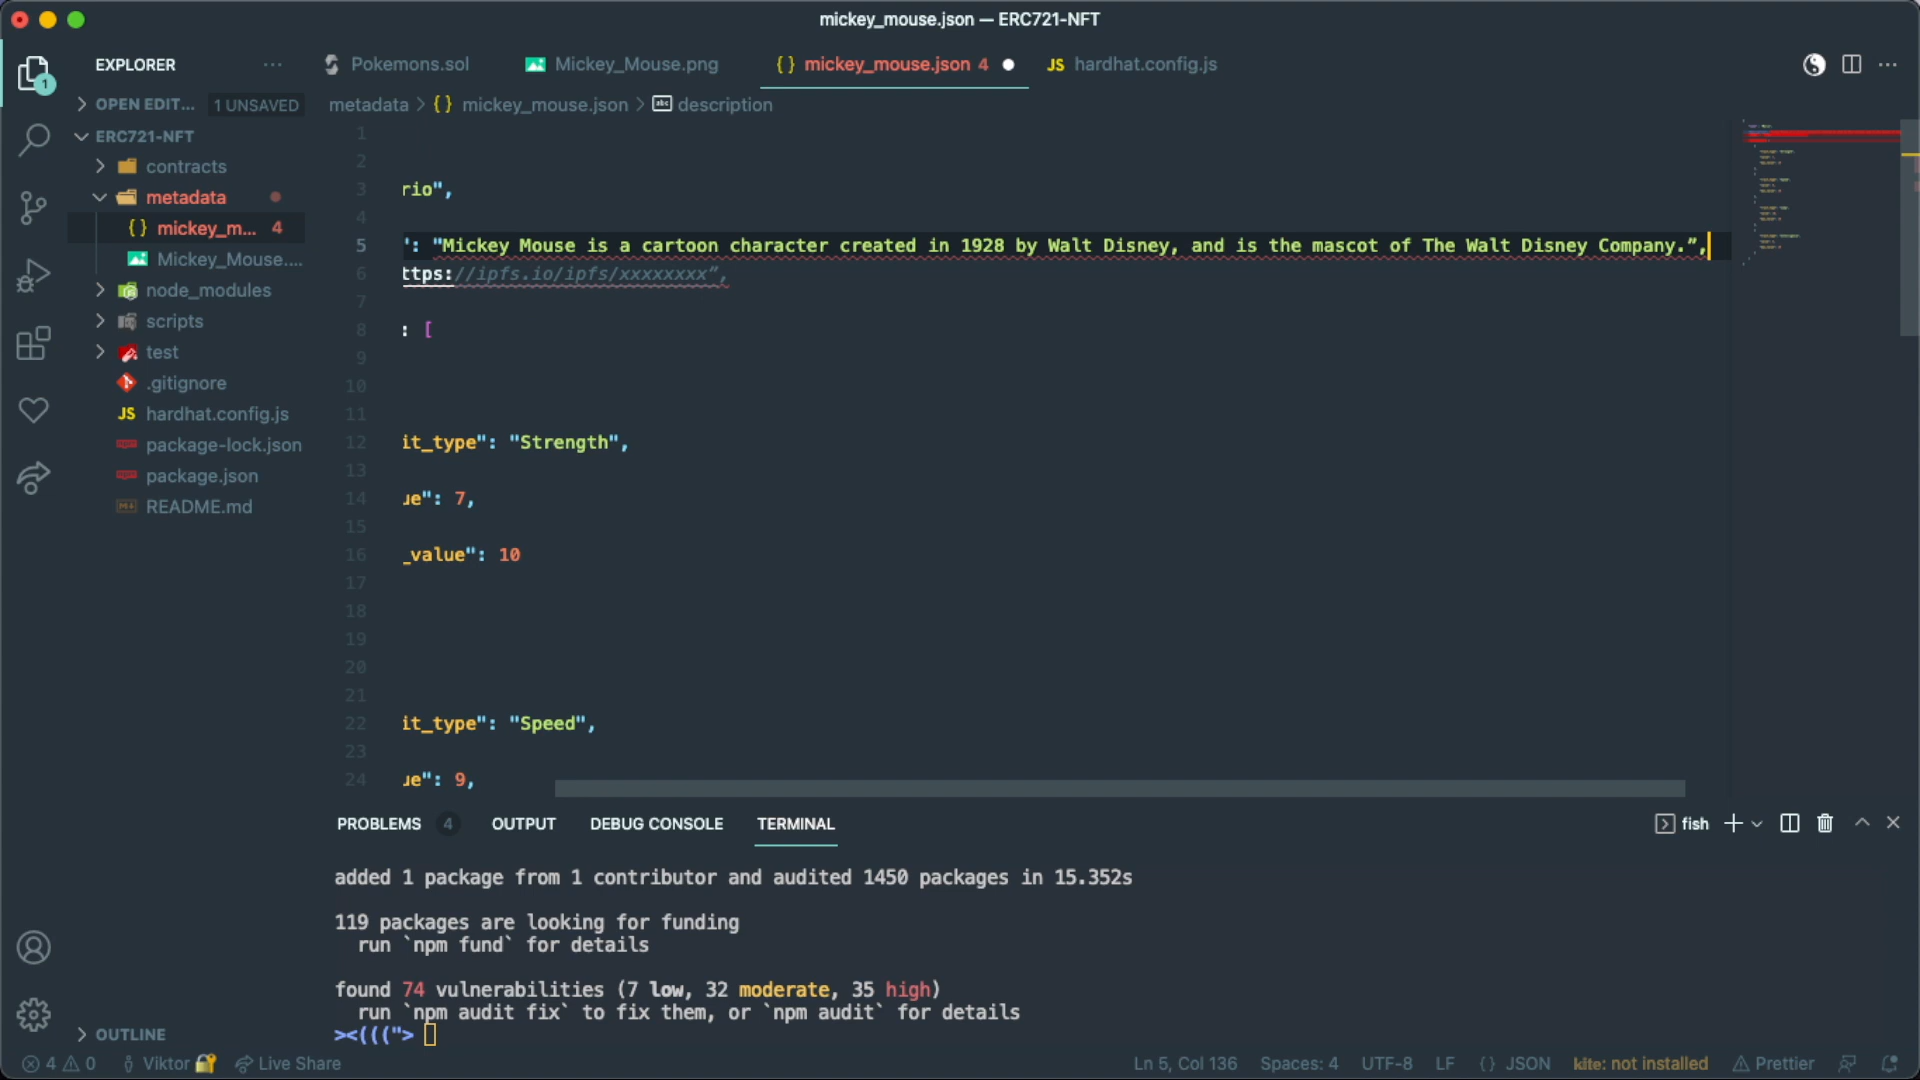 mickey_mouse.json — ERC721-NFT
EXPLORER
Pokemons.sol
Mickey_Mouse.png
{ } mickey_mouse.json 4
JS hardhat.config.js
1
OPEN EDIT... 1 UNSAVED
metadata > { } mickey_mouse.json > abc description
ERC721-NFT
contracts
metadata
{ } mickey_m... 4
Mickey_Mouse....
node_modules
scripts
test
.gitignore
JS hardhat.config.js
package-lock.json
package.json
README.md
OUTLINE
1
2
3 rio",
4
5 ": "Mickey Mouse is a cartoon character created in 1928 by Walt Disney, and is the mascot of The Walt Disney Company.”,
6 ttps://ipfs.io/ipfs/xxxxxxxx”,
7
8 : [
9
10
11
12 it_type": "Strength",
13
14 ue": 7,
15
16 _value": 10
17
18
19
20
21
22 it_type": "Speed",
23
24 ue": 9,
PROBLEMS 4 OUTPUT DEBUG CONSOLE TERMINAL
fish
added 1 package from 1 contributor and audited 1450 packages in 15.352s
119 packages are looking for funding
run `npm fund` for details
found 74 vulnerabilities (7 low, 32 moderate, 35 high)
run `npm audit fix` to fix them, or `npm audit` for details
><((("> 
4 0 Viktor Live Share
Ln 5, Col 136 Spaces: 4 UTF-8 LF { } JSON kite: not installed Prettier